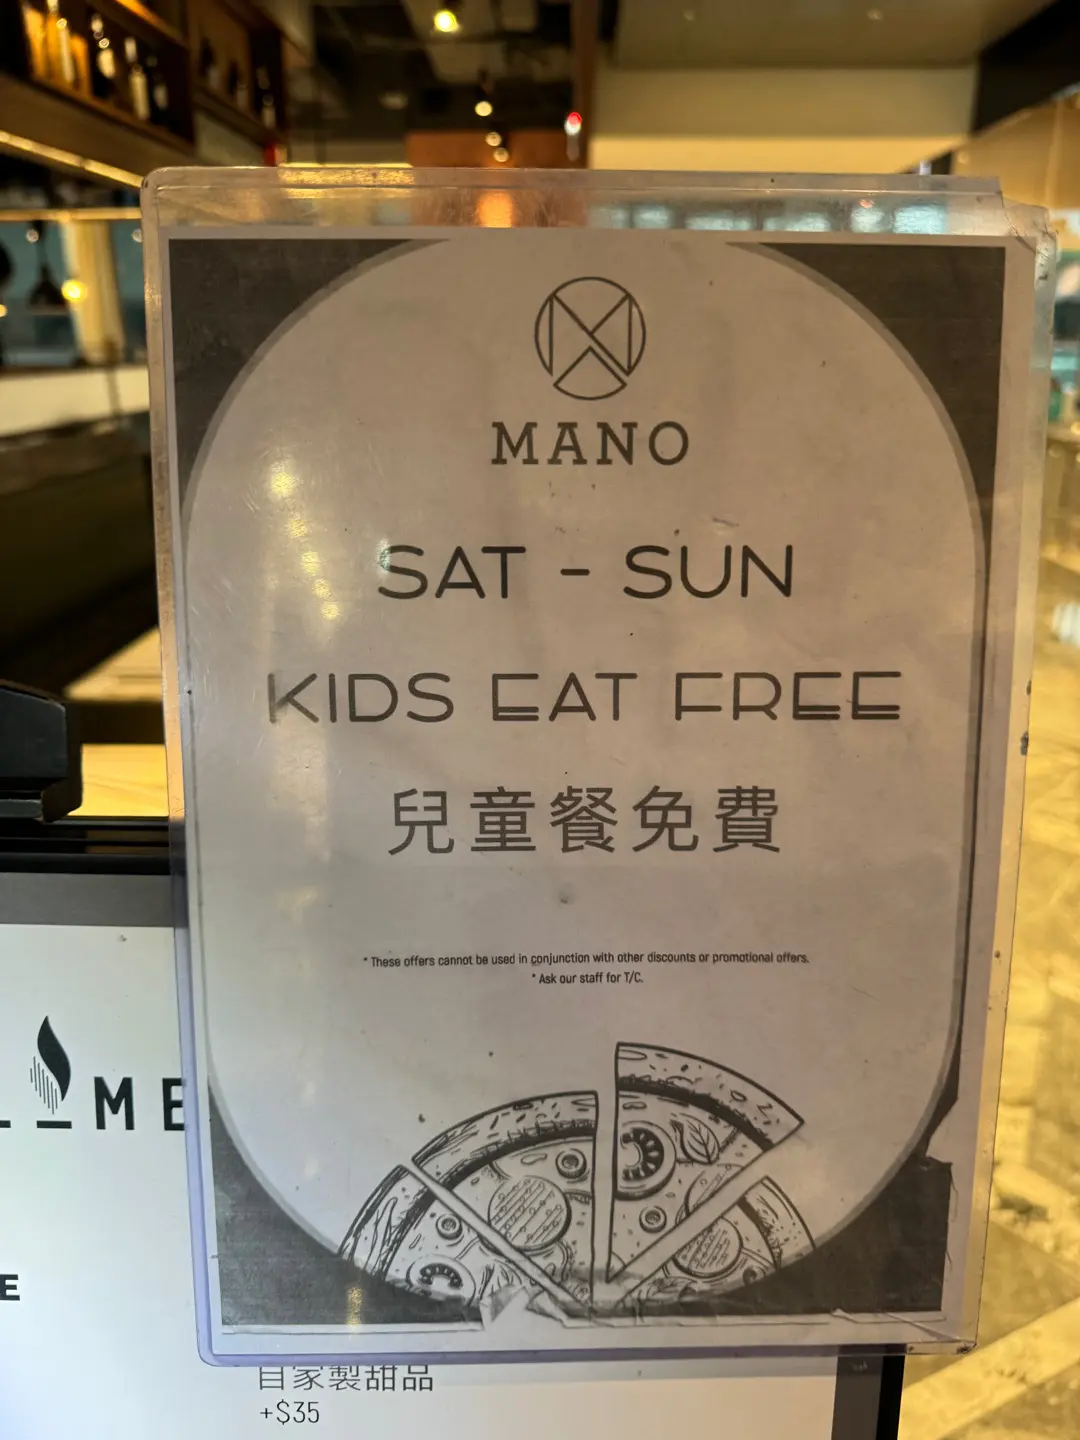 MANO
SAT - SUN
KIDS EAT FREE
兒童餐免費
* These offers cannot be used in conjunction with other discounts or promotional offers.
* Ask our staff for T/C.
ME
E
自家製甜品
+$35